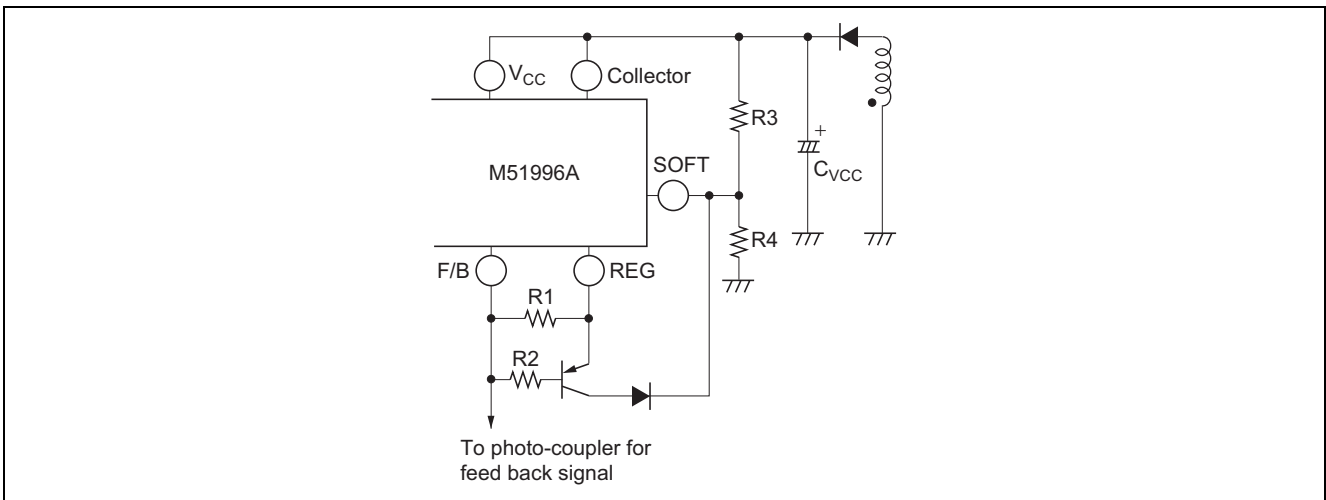 VCC
Collector
R3
+
CVCC
SOFT
M51996A
R4
F/B
REG
R1
R2
To photo-coupler for
feed back signal